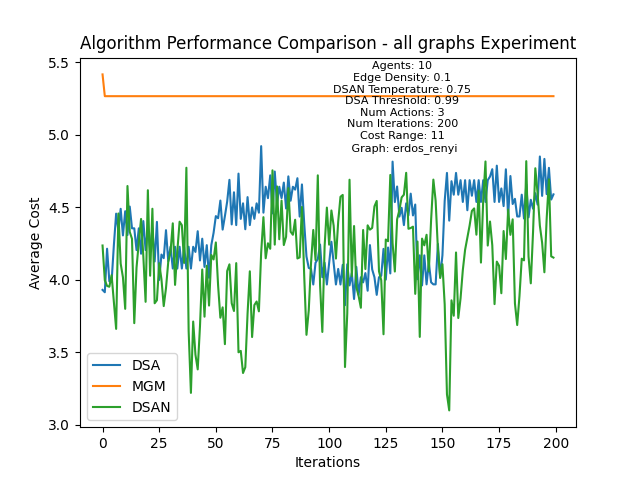 Algorithm Performance Comparison - all graphs Experiment
Agents: 10
Edge Density: 0.1
DSAN Temperature: 0.75
DSA Threshold: 0.99
Num Actions: 3
Num Iterations: 200
Cost Range: 11
Graph: erdos_renyi
5.5
5.0
4.5
4.0
3.5
3.0
Average Cost
DSA
MGM
DSAN
0 25 50 75 100 125 150 175 200
Iterations